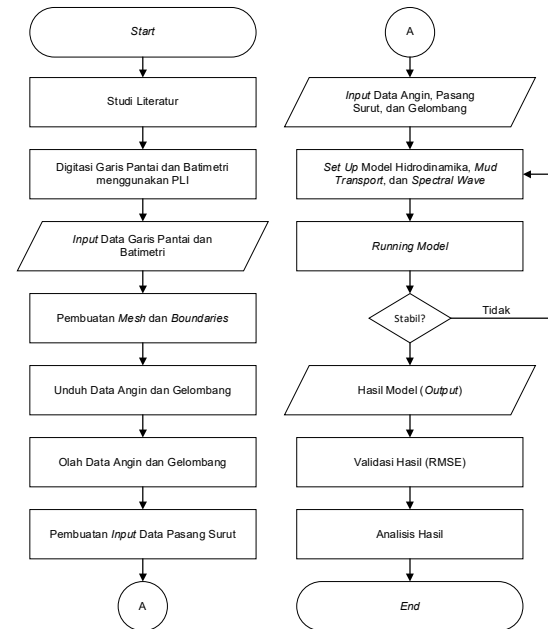 Start
Studi Literatur
Digitasi Garis Pantai dan Batimetri
menggunakan PLI
Input Data Garis Pantai dan
Batimetri
Pembuatan Mesh dan Boundaries
Unduh Data Angin dan Gelombang
Olah Data Angin dan Gelombang
Pembuatan Input Data Pasang Surut
A
A
Input Data Angin, Pasang
Surut, dan Gelombang
Set Up Model Hidrodinamika, Mud
Transport, dan Spectral Wave
Running Model
Stabil?
Tidak
Hasil Model (Output)
Validasi Hasil (RMSE)
Analisis Hasil
End